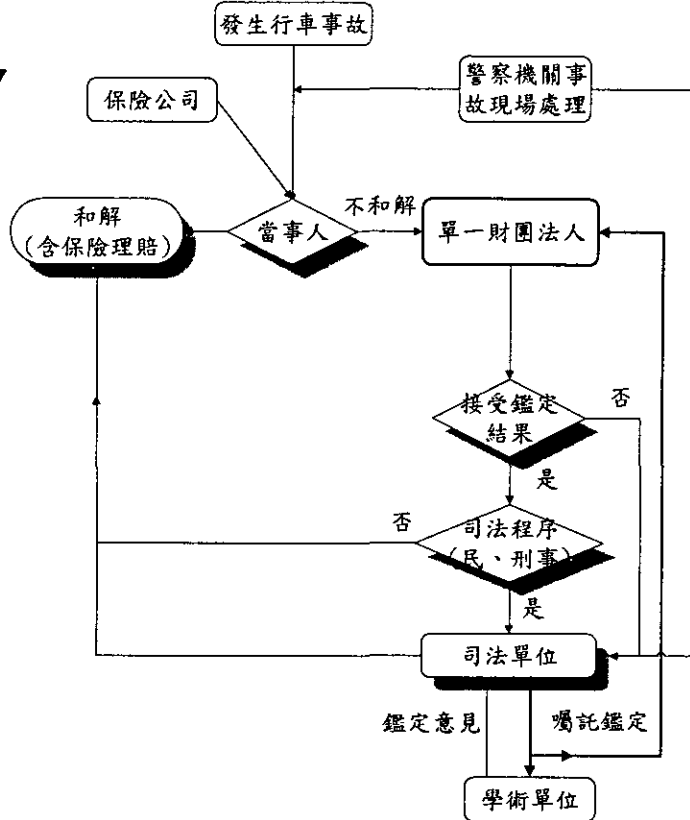 發生行車事故
警察機關事
故現場處理
保險公司
和解
(含保險理賠)
當事人
不和解
單一財團法人
接受鑑定
結果
否
是
否
司法程序
(民、刑事)
是
司法單位
鑑定意見
囑託鑑定
學術單位